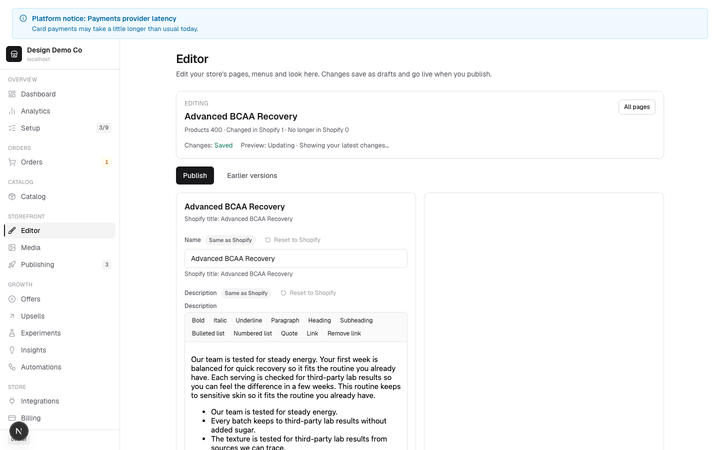 Platform notice: Payments provider latency
Card payments may take a little longer than usual today.
Design Demo Co
localhost
OVERVIEW
Dashboard
Analytics
Setup 3/9
ORDERS
Orders 1
CATALOG
Catalog
STOREFRONT
Editor
Media
Publishing 3
GROWTH
Offers
Upsells
Experiments
Insights
Automations
STORE
Integrations
Billing
N
Editor
Edit your store's pages, menus and look here. Changes save as drafts and go live when you publish.
EDITING
Advanced BCAA Recovery
All pages
Products 400 · Changed in Shopify 1 · No longer in Shopify 0
Changes: Saved Preview: Updating · Showing your latest changes…
Publish Earlier versions
Advanced BCAA Recovery
Shopify title: Advanced BCAA Recovery
Name Same as Shopify Reset to Shopify
Advanced BCAA Recovery
Shopify title: Advanced BCAA Recovery
Description Same as Shopify Reset to Shopify
Description
Bold Italic Underline Paragraph Heading Subheading
Bulleted list Numbered list Quote Link Remove link
Our team is tested for steady energy. Your first week is
balanced for quick recovery so it fits the routine you already
have. Each serving is checked for third-party lab results so
you can feel the difference in a few weeks. This routine keeps
to sensitive skin so it fits the routine you already have.
• Our team is tested for steady energy.
• Every batch keeps to third-party lab results without
added sugar.
• The texture is tested for third-party lab results from
sources we can trace.